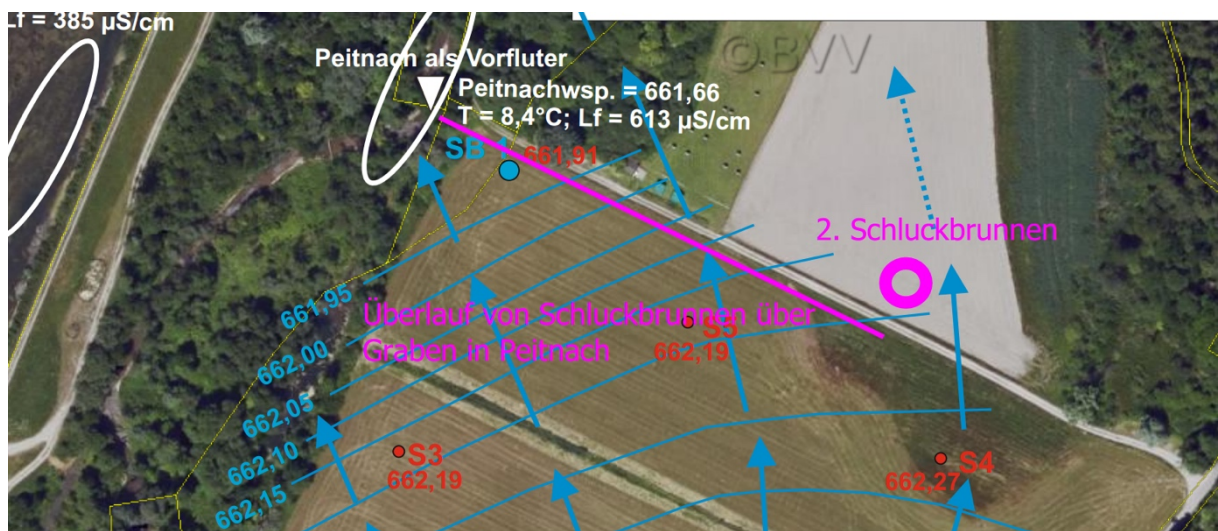 Lf = 385 µS/cm
©BVV
Peitnach als Vorfluter
Peitnachwsp. = 661,66
T = 8,4°C; Lf = 613 µS/cm
SB 1
661,91
2. Schluckbrunnen
661,95
Überlauf von Schluckbrunnen über
Graben in Peitnach
S5
662,19
662,00
662,05
662,10
662,15
S3
662,19
S4
662,27